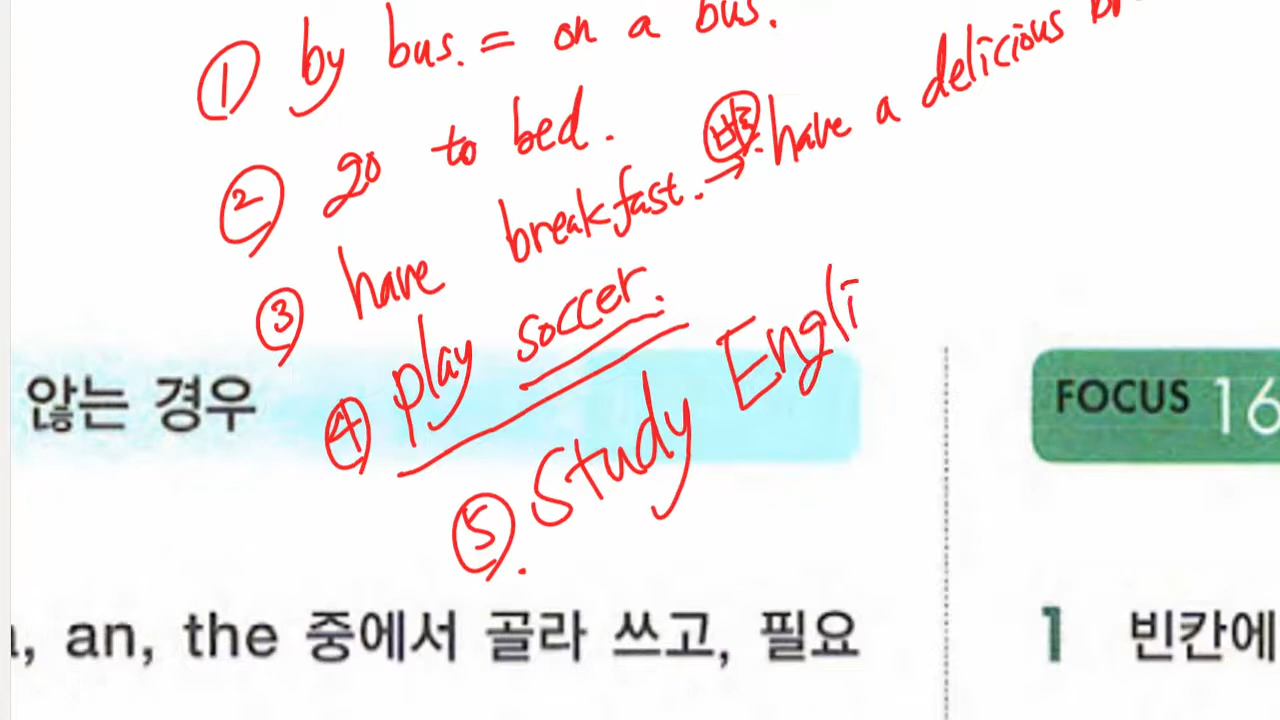 ① by bus. = on a bus.
② go to bed.
③ have breakfast. → have a delicious
④ play soccer.
⑤. Study Engli
않는 경우
FOCUS 16
, an, the 중에서 골라 쓰고, 필요
1 빈칸에